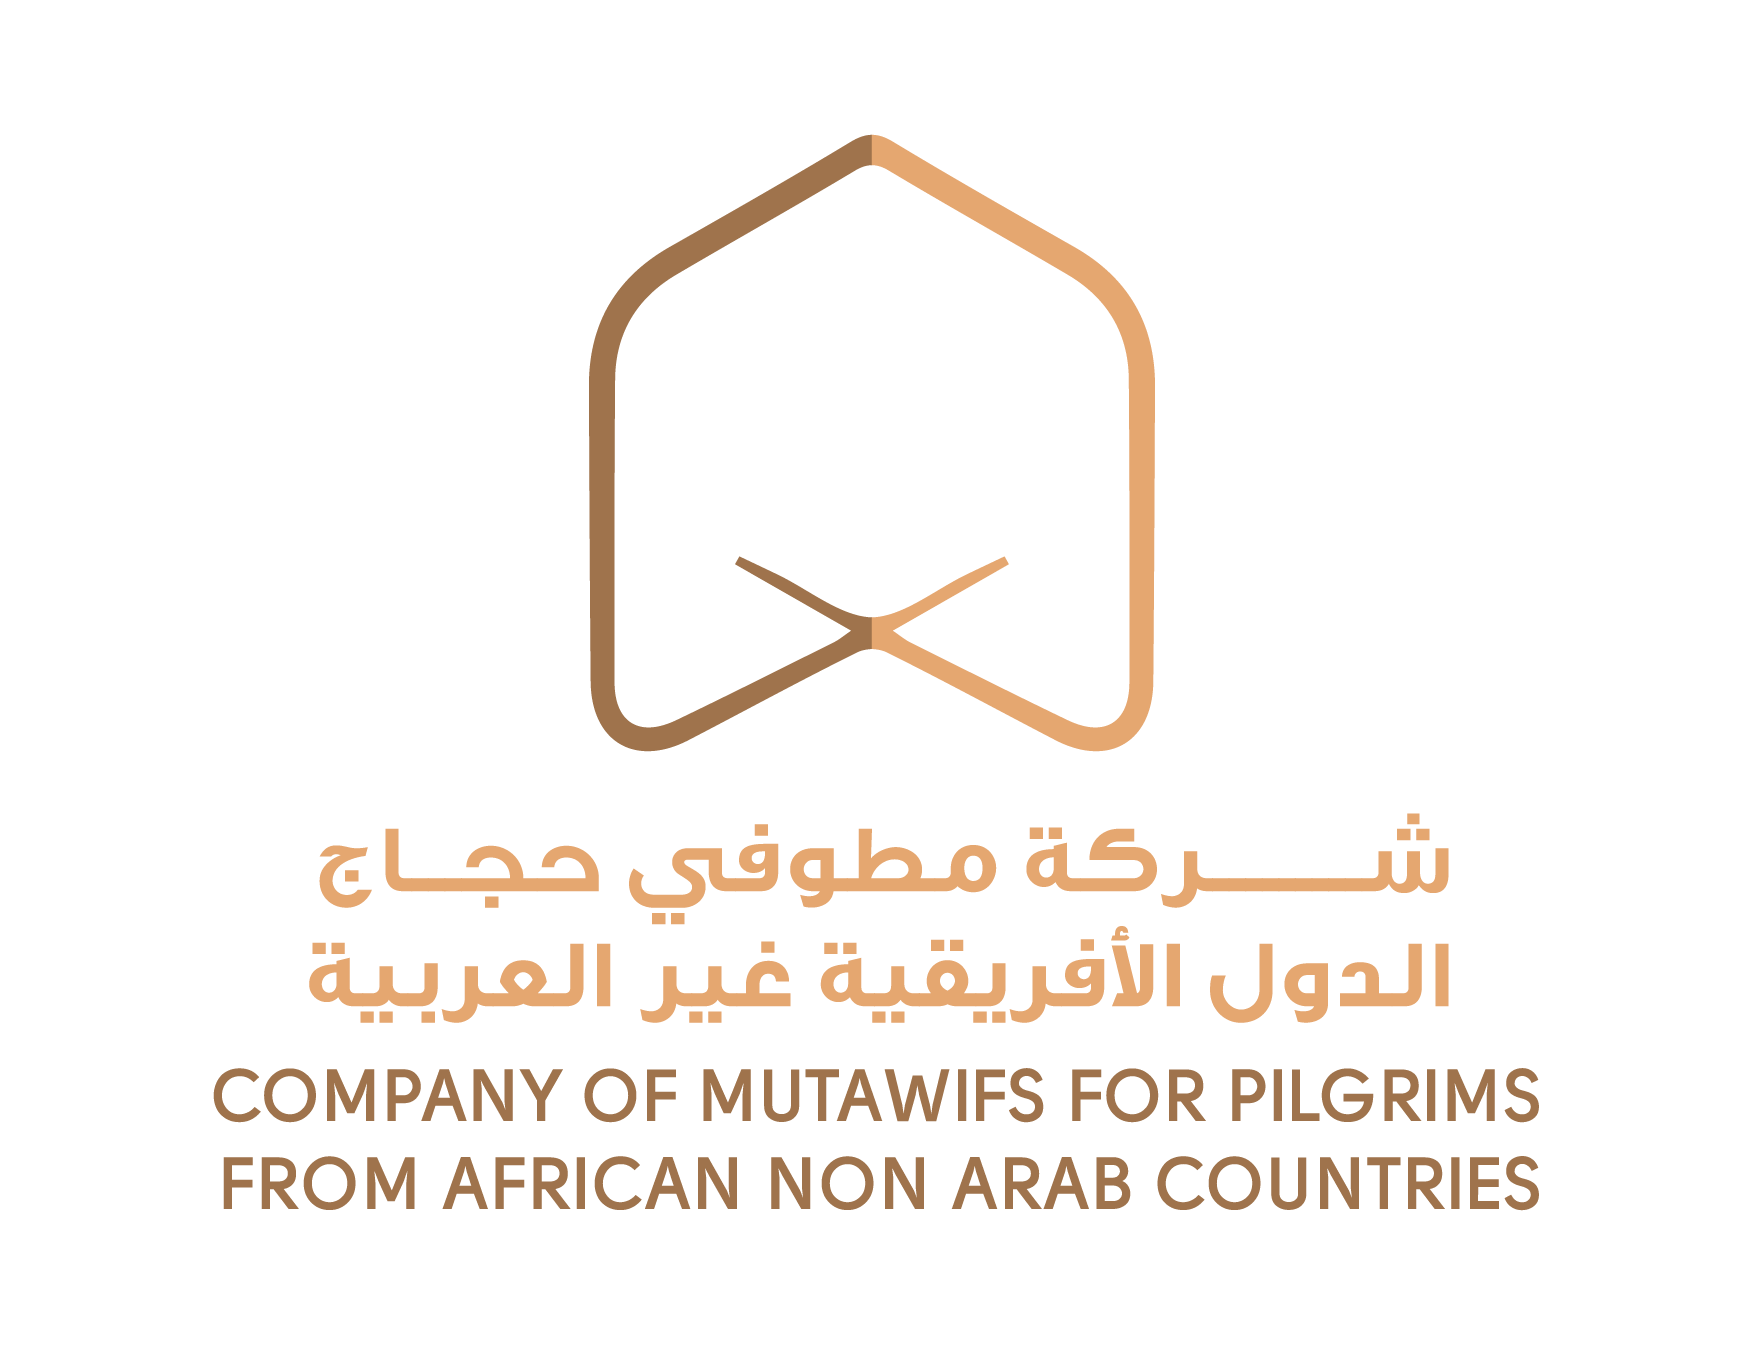 شركة مطوفي حجاج
الدول الأفريقية غير العربية
COMPANY OF MUTAWIFS FOR PILGRIMS
FROM AFRICAN NON ARAB COUNTRIES